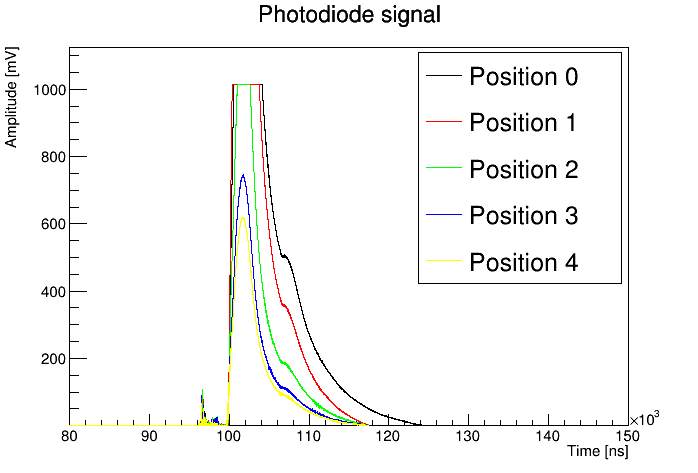 Photodiode signal
Amplitude [mV]
1000
800
600
400
200
Position 0
Position 1
Position 2
Position 3
Position 4
80 90 100 110 120 130 140 150
×10³
Time [ns]